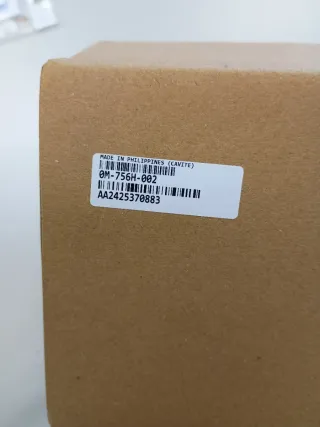 MADE IN PHILIPPINES (CAVITE)
0M-756H-002
AA2425370883